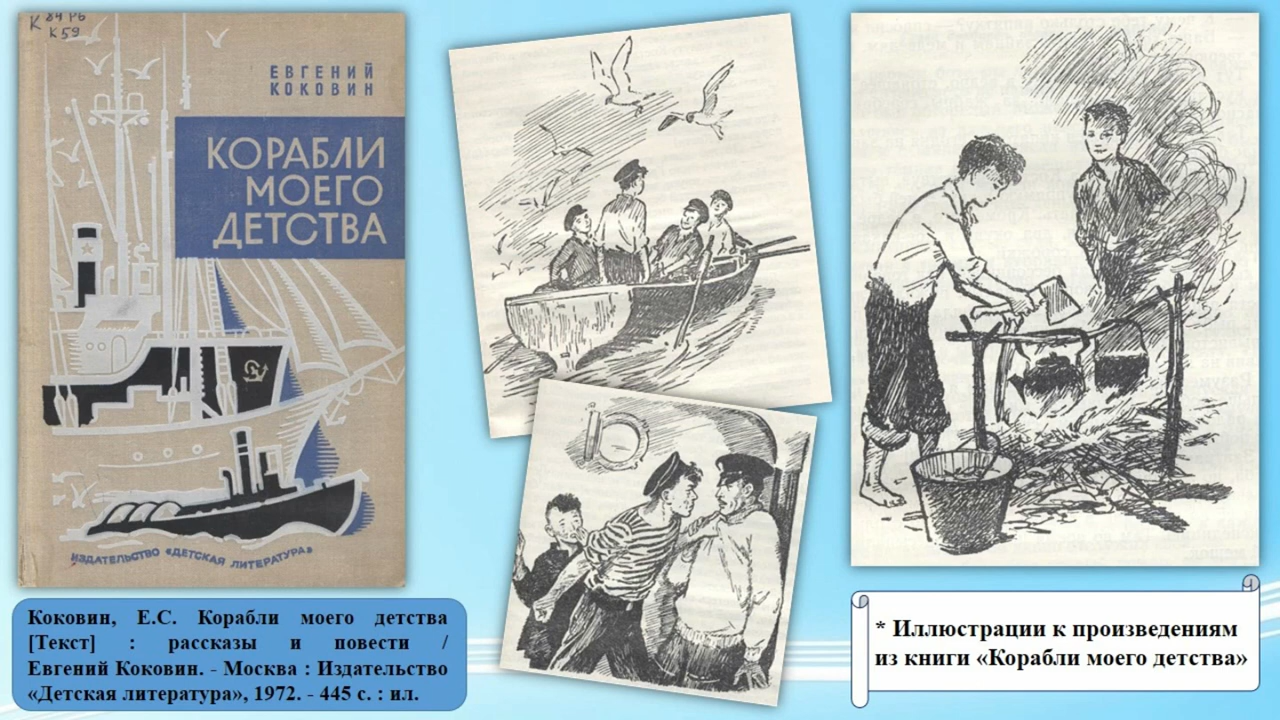 К 84 Р6
К 59
ЕВГЕНИЙ
КОКОВИН
КОРАБЛИ
МОЕГО
ДЕТСТВА
ИЗДАТЕЛЬСТВО «ДЕТСКАЯ ЛИТЕРАТУРА»
Коковин, Е.С. Корабли моего детства
[Текст] : рассказы и повести /
Евгений Коковин. - Москва : Издательство
«Детская литература», 1972. - 445 с. : ил.
* Иллюстрации к произведениям
из книги «Корабли моего детства»